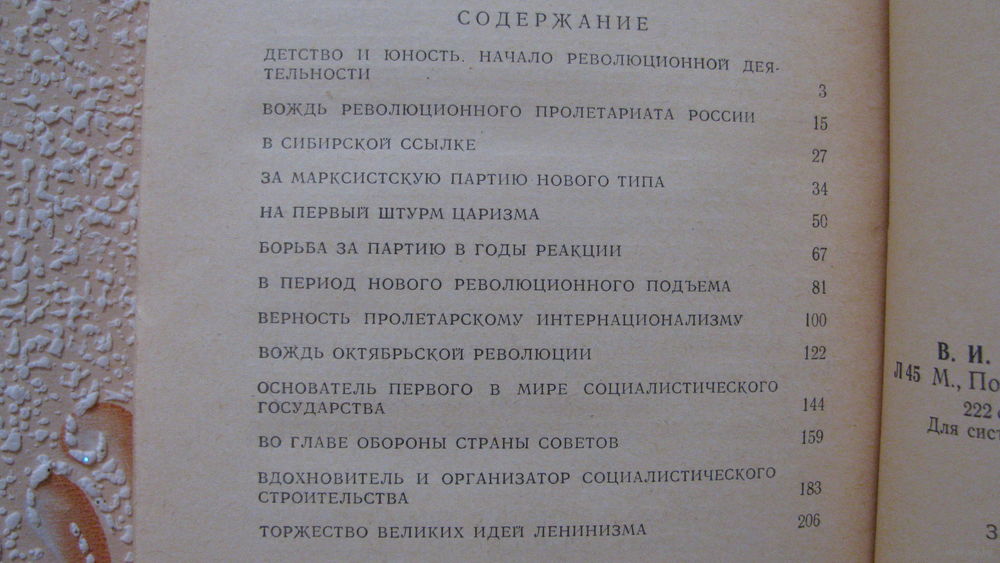 СОДЕРЖАНИЕ
ДЕТСТВО И ЮНОСТЬ. НАЧАЛО РЕВОЛЮЦИОННОЙ ДЕЯ-
ТЕЛЬНОСТИ 3
ВОЖДЬ РЕВОЛЮЦИОННОГО ПРОЛЕТАРИАТА РОССИИ 15
В СИБИРСКОЙ ССЫЛКЕ 27
ЗА МАРКСИСТСКУЮ ПАРТИЮ НОВОГО ТИПА 34
НА ПЕРВЫЙ ШТУРМ ЦАРИЗМА 50
БОРЬБА ЗА ПАРТИЮ В ГОДЫ РЕАКЦИИ 67
В ПЕРИОД НОВОГО РЕВОЛЮЦИОННОГО ПОДЪЕМА 81
ВЕРНОСТЬ ПРОЛЕТАРСКОМУ ИНТЕРНАЦИОНАЛИЗМУ 100
ВОЖДЬ ОКТЯБРЬСКОЙ РЕВОЛЮЦИИ 122
ОСНОВАТЕЛЬ ПЕРВОГО В МИРЕ СОЦИАЛИСТИЧЕСКОГО
ГОСУДАРСТВА 144
ВО ГЛАВЕ ОБОРОНЫ СТРАНЫ СОВЕТОВ 159
ВДОХНОВИТЕЛЬ И ОРГАНИЗАТОР СОЦИАЛИСТИЧЕСКОГО
СТРОИТЕЛЬСТВА 183
ТОРЖЕСТВО ВЕЛИКИХ ИДЕЙ ЛЕНИНИЗМА 206
В. И.
Л45 М., По
222 с
Для сист
З